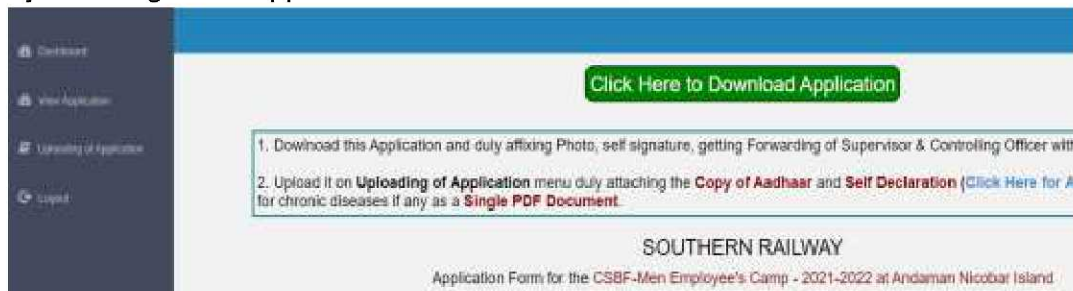 Dashboard
View Application
Uploading of Application
Logout
Click Here to Download Application
1. Dowinoad this Application and duly affixing Photo, self signature, getting Forwarding of Supervisor & Controlling Officer with
2. Upload it on Uploading of Application menu duly attaching the Copy of Aadhaar and Self Declaration (Click Here for A
for chronic diseases if any as a Single PDF Document.
SOUTHERN RAILWAY
Application Form for the CSBF-Men Employee's Camp - 2021-2022 at Andaman Nicobar Island